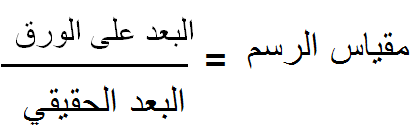 مقياس الرسم =
البعد على الورق
البعد الحقيقي